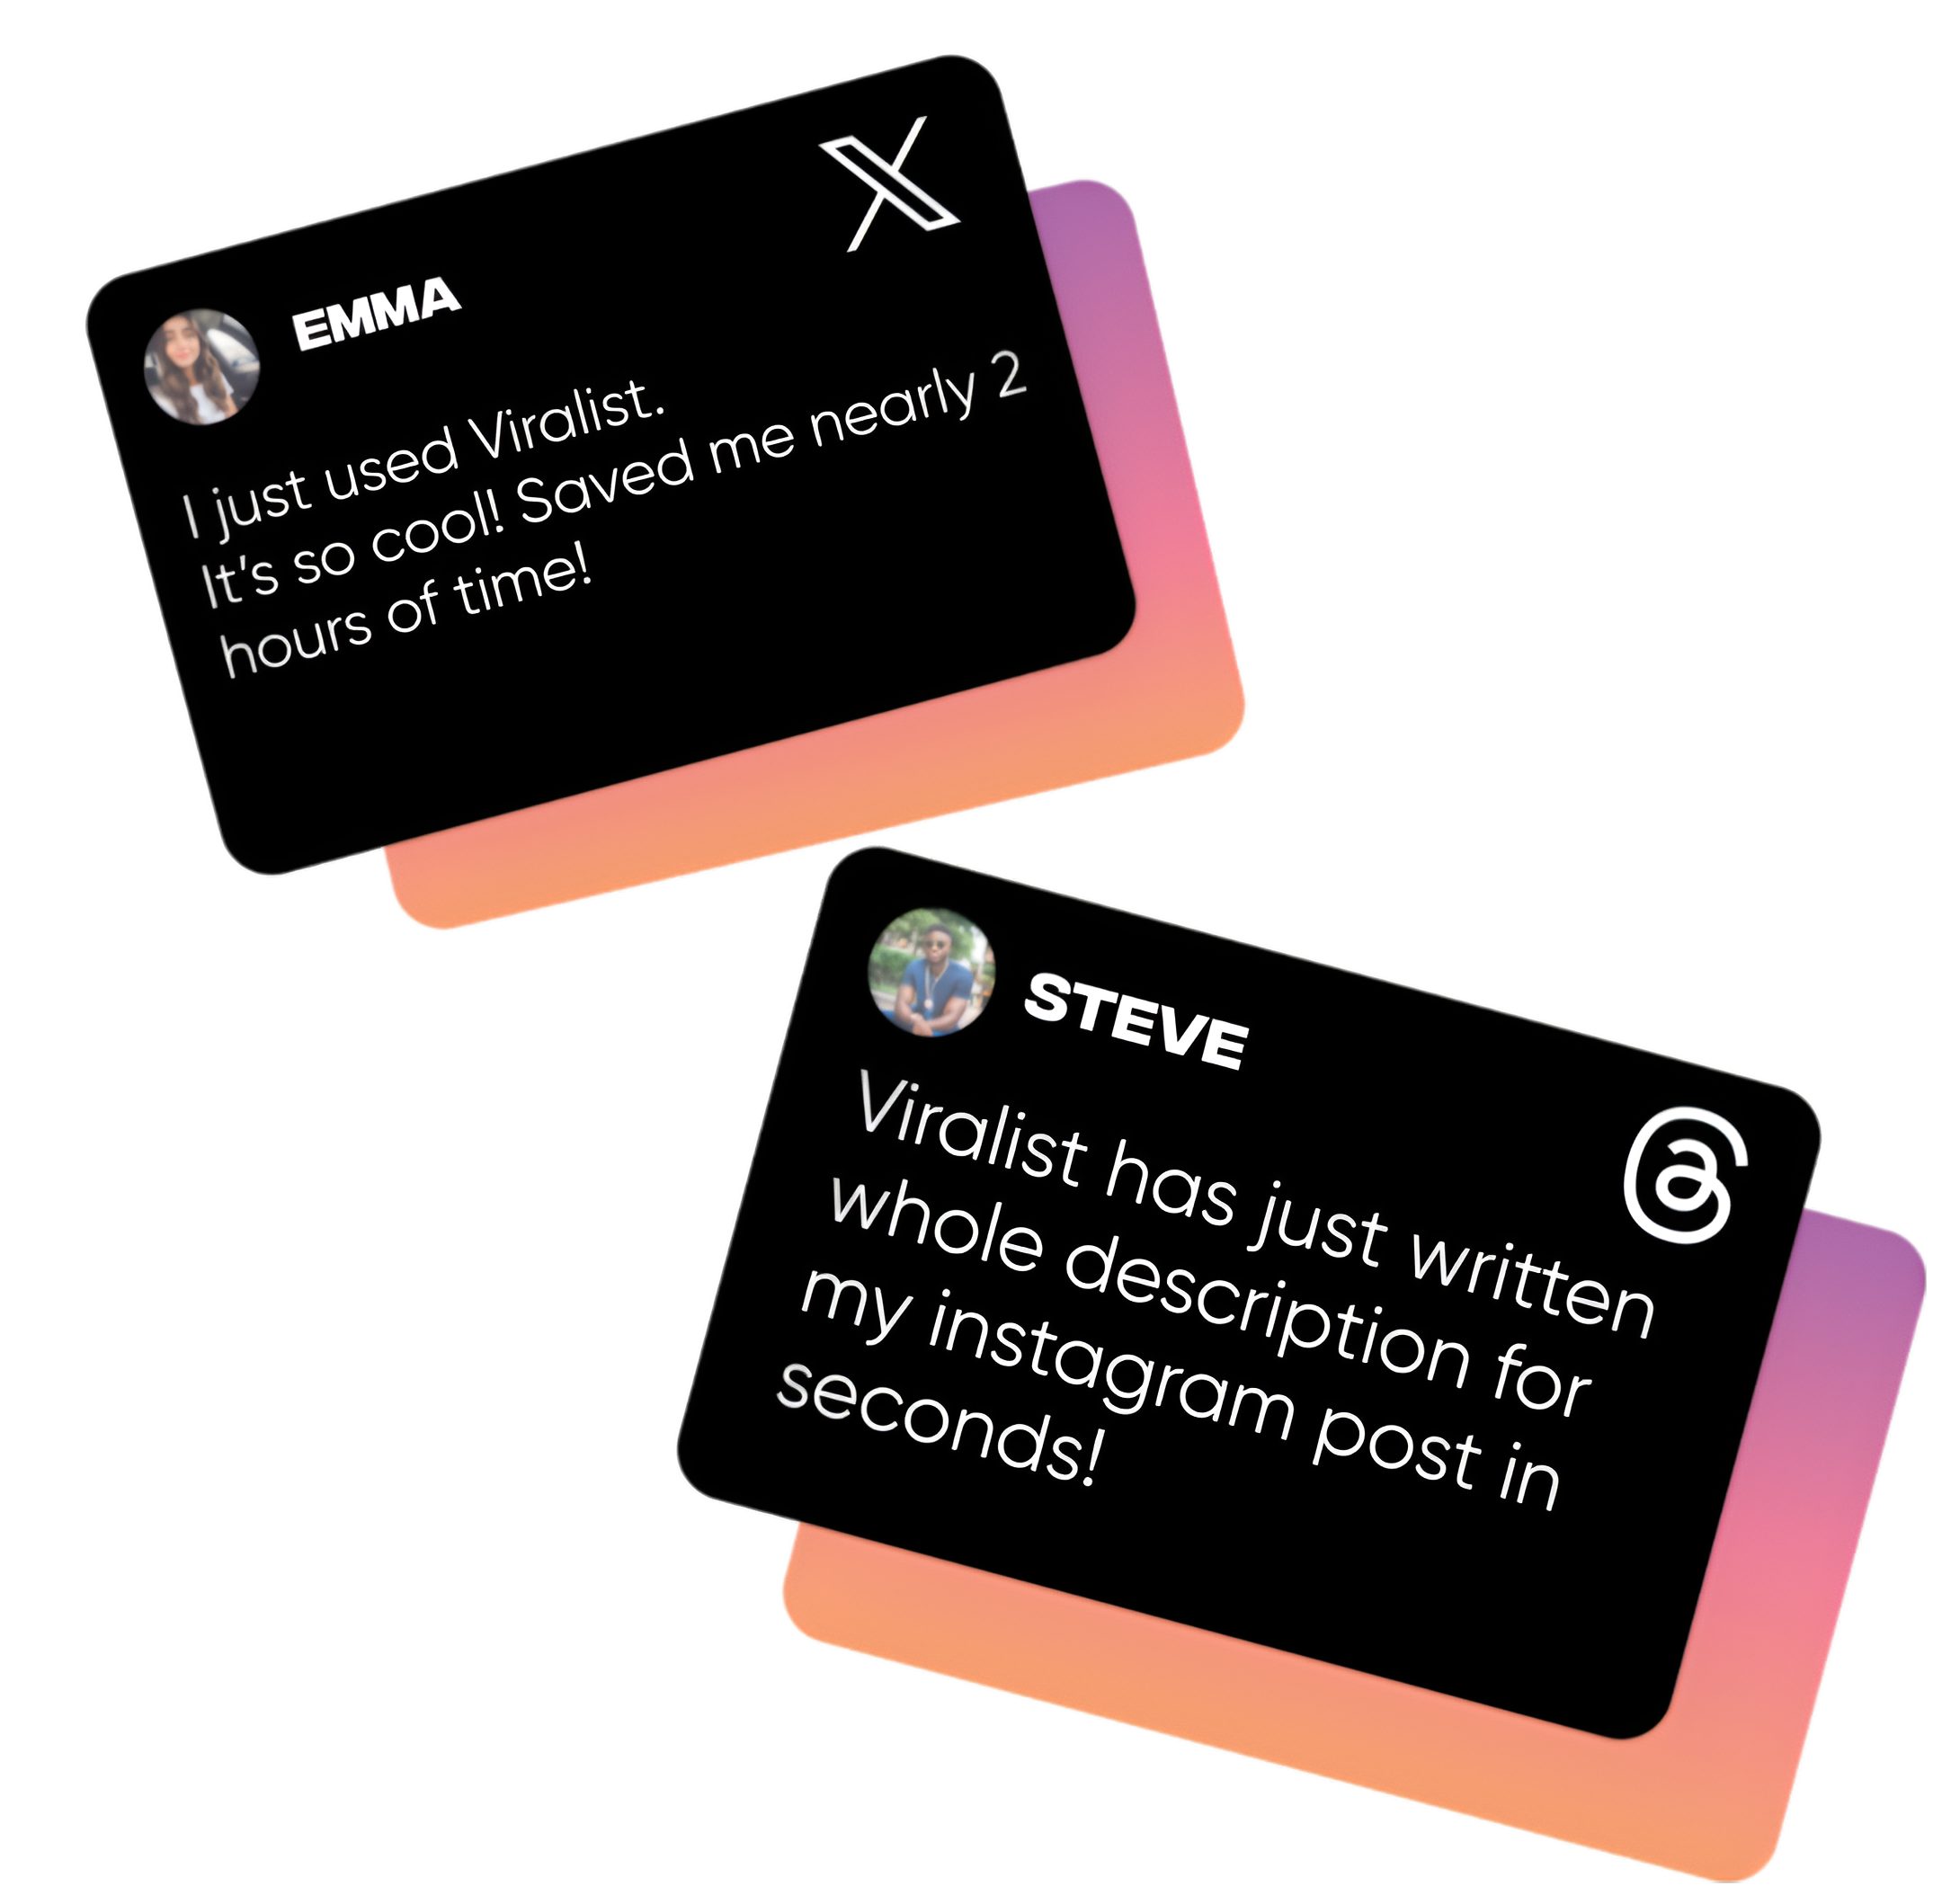 EMMA
I just used Viralist.
It's so cool! Saved me nearly 2
hours of time!
STEVE
Viralist has just written
whole description for
my instagram post in
seconds!